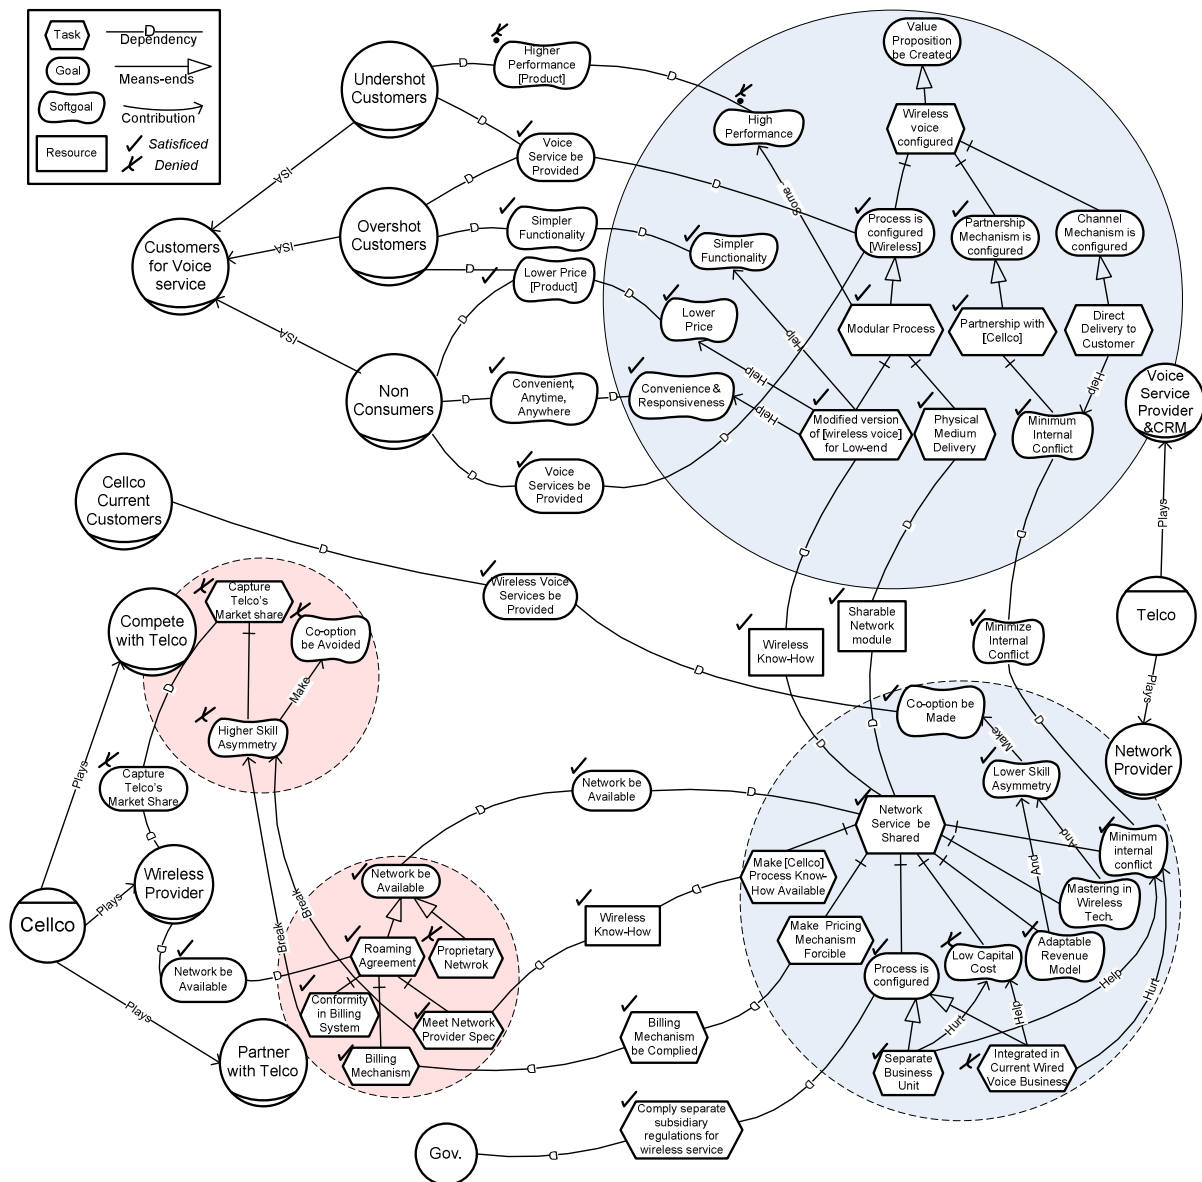 Task
D
Dependency
Goal
Means-ends
Softgoal
Contribution
Resource
Satisficed
Denied
Undershot
Customers
Overshot
Customers
Non
Consumers
Customers
for Voice
service
ISA
ISA
ISA
D
Higher
Performance
[Product]
D
D
Voice
Service be
Provided
D
D
D
Simpler
Functionality
D
D
Lower Price
[Product]
D
D
D
Convenient,
Anytime,
Anywhere
D
D
Voice
Services be
Provided
D
Value
Proposition
be Created
Wireless
voice
configured
High
Performance
Some
Process is
configured
[Wireless]
Partnership
Mechanism is
configured
Channel
Mechanism is
configured
Simpler
Functionality
Lower
Price
Modular Process
Partnership with
[Cellco]
Direct
Delivery to
Customer
Help
Help
Help
Help
Convenience &
Responsiveness
Modified version
of [wireless voice]
for Low-end
Physical
Medium
Delivery
Minimum
Internal
Conflict
Voice
Service
Provider
&CRM
Plays
Telco
Plays
Network
Provider
D
D
D
Wireless
Know-How
Sharable
Network
module
Minimize
Internal
Conflict
D
D
D
Cellco
Current
Customers
D
Wireless Voice
Services be
Provided
D
Compete
with Telco
Capture
Telco's
Market share
Co-option
be Avoided
Make
D
Higher Skill
Asymmetry
Capture
Telco's
Market Share
D
Plays
Wireless
Provider
Cellco
Plays
Plays
D
Network be
Available
D
Partner
with Telco
Break
Break
Network be
Available
Roaming
Agreement
Proprietary
Netwrok
Conformity
in Billing
System
Meet Network
Provider Spec
Billing
Mechanism
D
Network be
Available
D
D
Wireless
Know-How
D
D
Billing
Mechanism
be Complied
D
Gov.
D
Comply separate
subsidiary
regulations for
wireless service
D
Co-option be
Made
Make
Lower Skill
Asymmetry
Network
Service be
Shared
And
And
Minimum
internal
conflict
Make [Cellco]
Process Know-
How Available
Mastering in
Wireless
Tech.
Make Pricing
Mechanism
Forcible
Process is
configured
Low Capital
Cost
Adaptable
Revenue
Model
Hurt
Help
Help
Hurt
Separate
Business
Unit
Integrated in
Current Wired
Voice Business